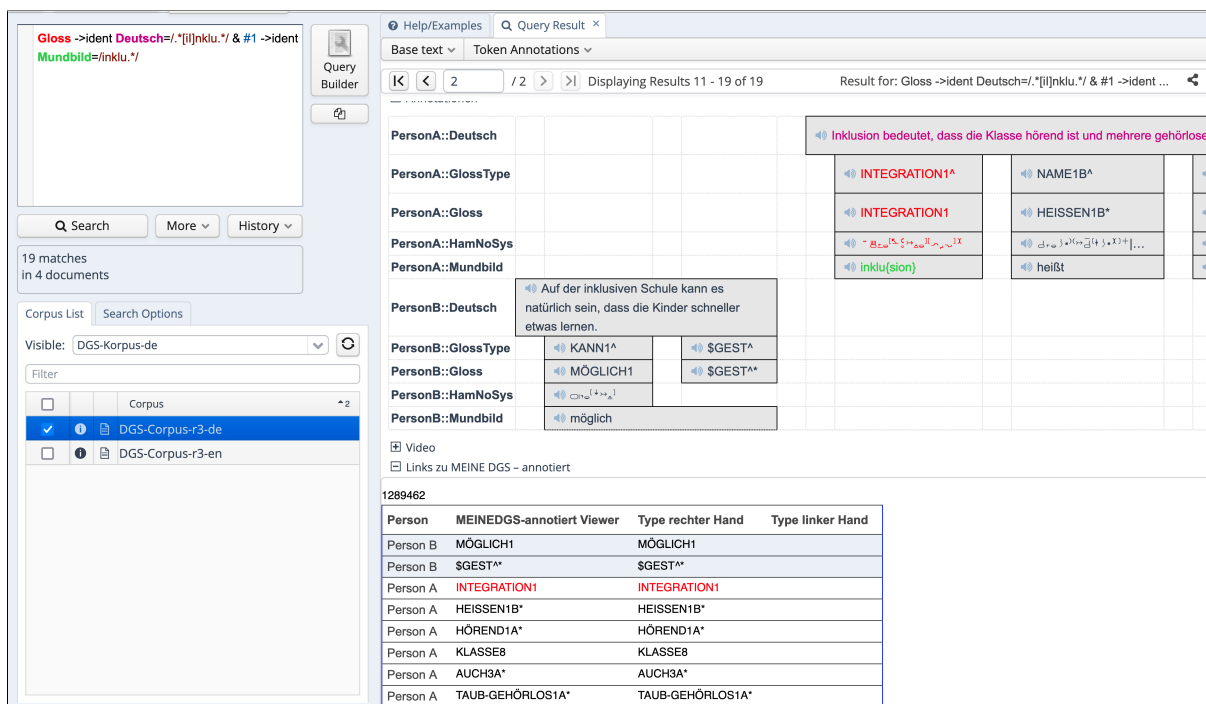 Gloss ->ident Deutsch=/.*[iI]nklu.*/ & #1 ->ident
Mundbild=/inklu.*/
Query
Builder
Search More History
19 matches
in 4 documents
Corpus List Search Options
Visible: DGS-Korpus-de
Filter
Corpus 2
DGS-Corpus-r3-de
DGS-Corpus-r3-en
Help/Examples Query Result ×
Base text Token Annotations
2 / 2 Displaying Results 11 - 19 of 19 Result for: Gloss ->ident Deutsch=/.*[iI]nklu.*/ & #1 ->ident ...
Annotationen
PersonA::Deutsch Inklusion bedeutet, dass die Klasse hörend ist und mehrere gehörlose
PersonA::GlossType INTEGRATION1^ NAME1B^
PersonA::Gloss INTEGRATION1 HEISSEN1B*
PersonA::HamNoSys
PersonA::Mundbild inklu{sion} heißt
PersonB::Deutsch Auf der inklusiven Schule kann es
natürlich sein, dass die Kinder schneller
etwas lernen.
PersonB::GlossType KANN1^ $GEST^
PersonB::Gloss MÖGLICH1 $GEST^*
PersonB::HamNoSys
PersonB::Mundbild möglich
Video
Links zu MEINE DGS – annotiert
1289462
Person MEINEDGS-annotiert Viewer Type rechter Hand Type linker Hand
Person B MÖGLICH1 MÖGLICH1
Person B $GEST^* $GEST^*
Person A INTEGRATION1 INTEGRATION1
Person A HEISSEN1B* HEISSEN1B*
Person A HÖREND1A* HÖREND1A*
Person A KLASSE8 KLASSE8
Person A AUCH3A* AUCH3A*
Person A TAUB-GEHÖRLOS1A* TAUB-GEHÖRLOS1A*